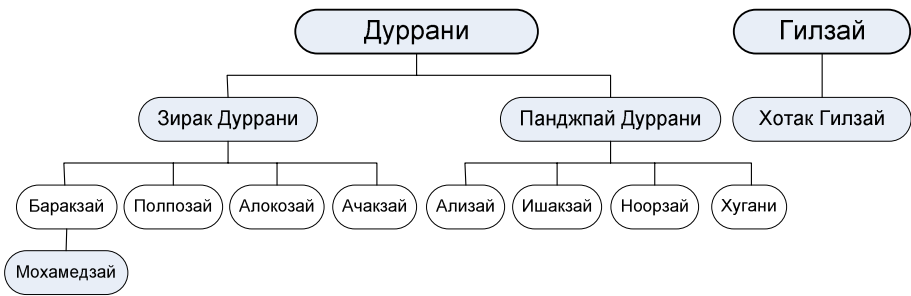 Дуррани
Гилзай
Зирак Дуррани
Панджпай Дуррани
Хотак Гилзай
Баракзай
Полпозай
Алокозай
Ачакзай
Ализай
Ишакзай
Ноорзай
Хугани
Мохамедзай